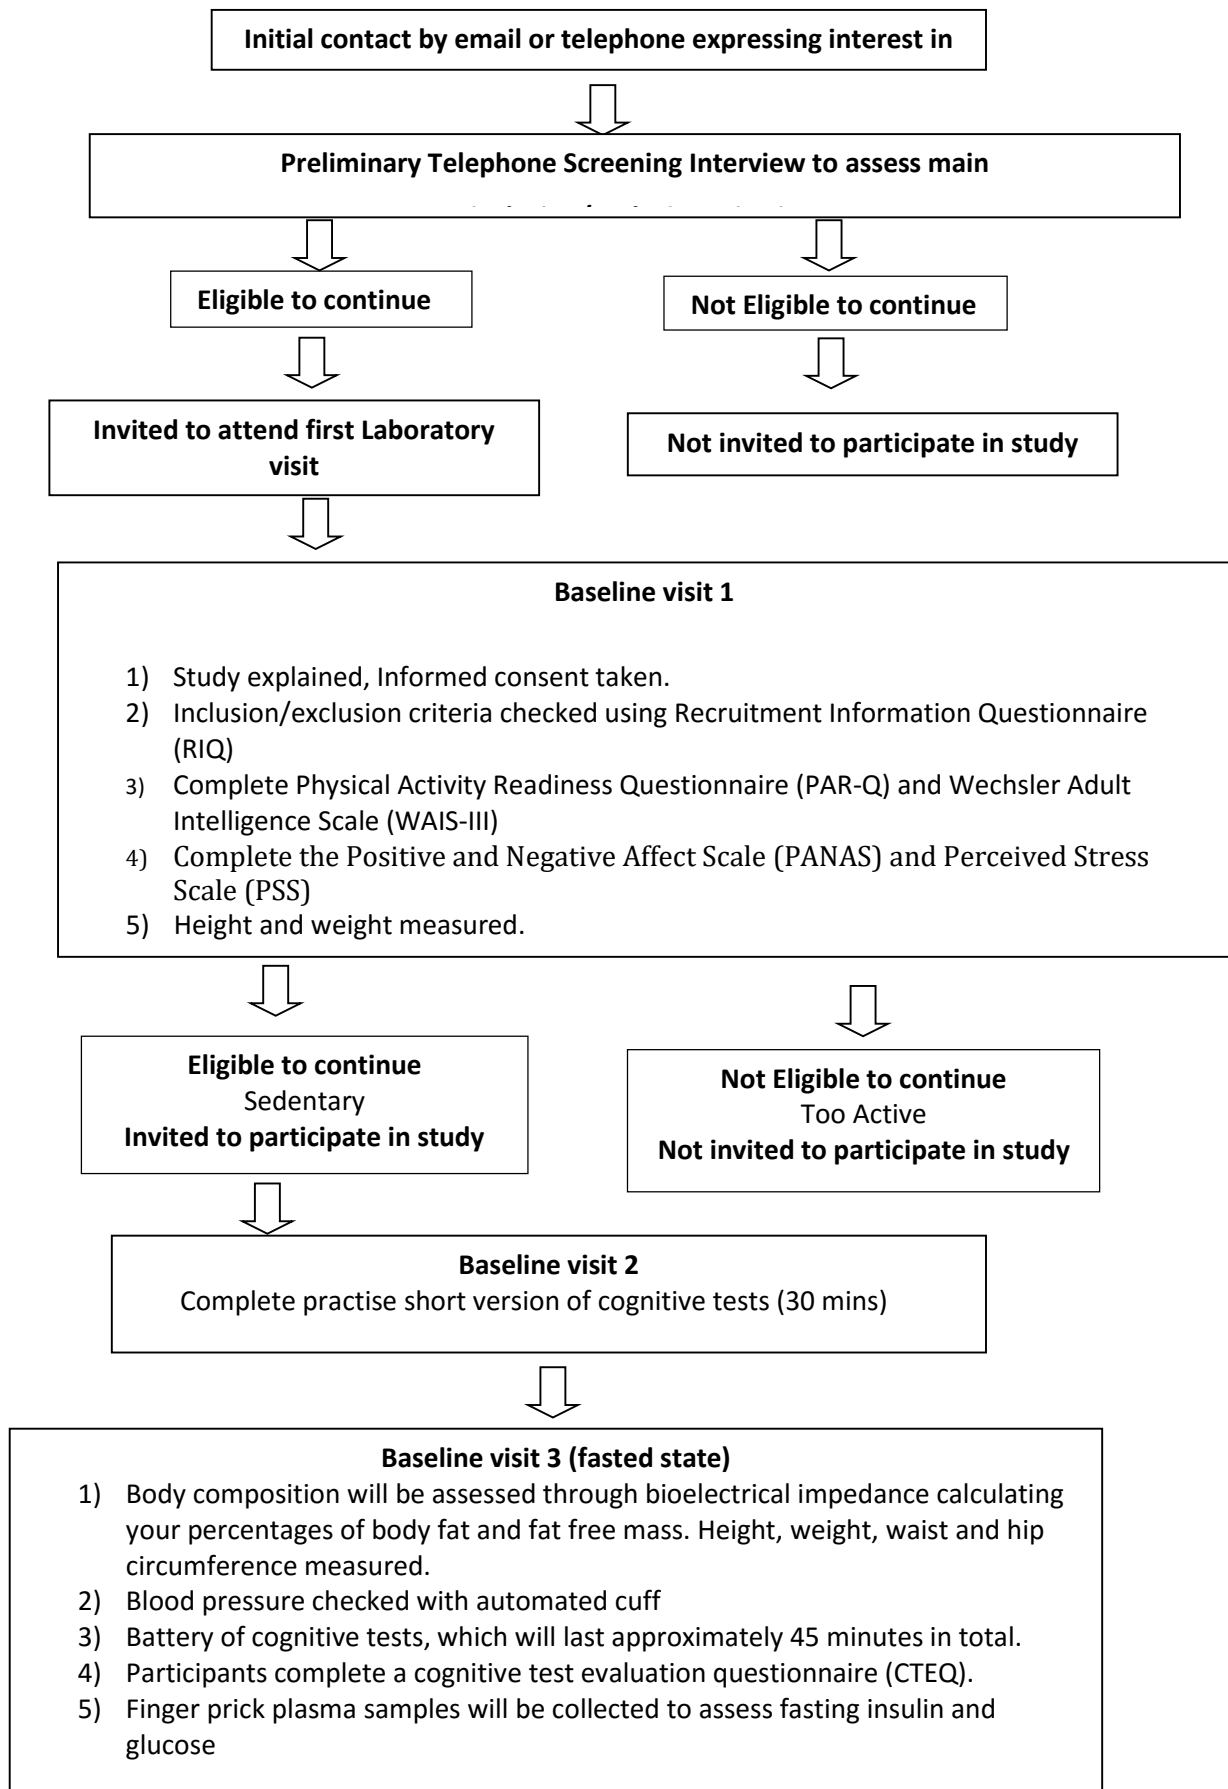 Initial contact by email or telephone expressing interest in
Preliminary Telephone Screening Interview to assess main
Eligible to continue
Not Eligible to continue
Invited to attend first Laboratory
visit
Not invited to participate in study
Baseline visit 1
1) Study explained, Informed consent taken.
2) Inclusion/exclusion criteria checked using Recruitment Information Questionnaire
(RIQ)
3) Complete Physical Activity Readiness Questionnaire (PAR-Q) and Wechsler Adult
Intelligence Scale (WAIS-III)
4) Complete the Positive and Negative Affect Scale (PANAS) and Perceived Stress
Scale (PSS)
5) Height and weight measured.
Eligible to continue
Sedentary
Invited to participate in study
Not Eligible to continue
Too Active
Not invited to participate in study
Baseline visit 2
Complete practise short version of cognitive tests (30 mins)
Baseline visit 3 (fasted state)
1) Body composition will be assessed through bioelectrical impedance calculating
your percentages of body fat and fat free mass. Height, weight, waist and hip
circumference measured.
2) Blood pressure checked with automated cuff
3) Battery of cognitive tests, which will last approximately 45 minutes in total.
4) Participants complete a cognitive test evaluation questionnaire (CTEQ).
5) Finger prick plasma samples will be collected to assess fasting insulin and
glucose